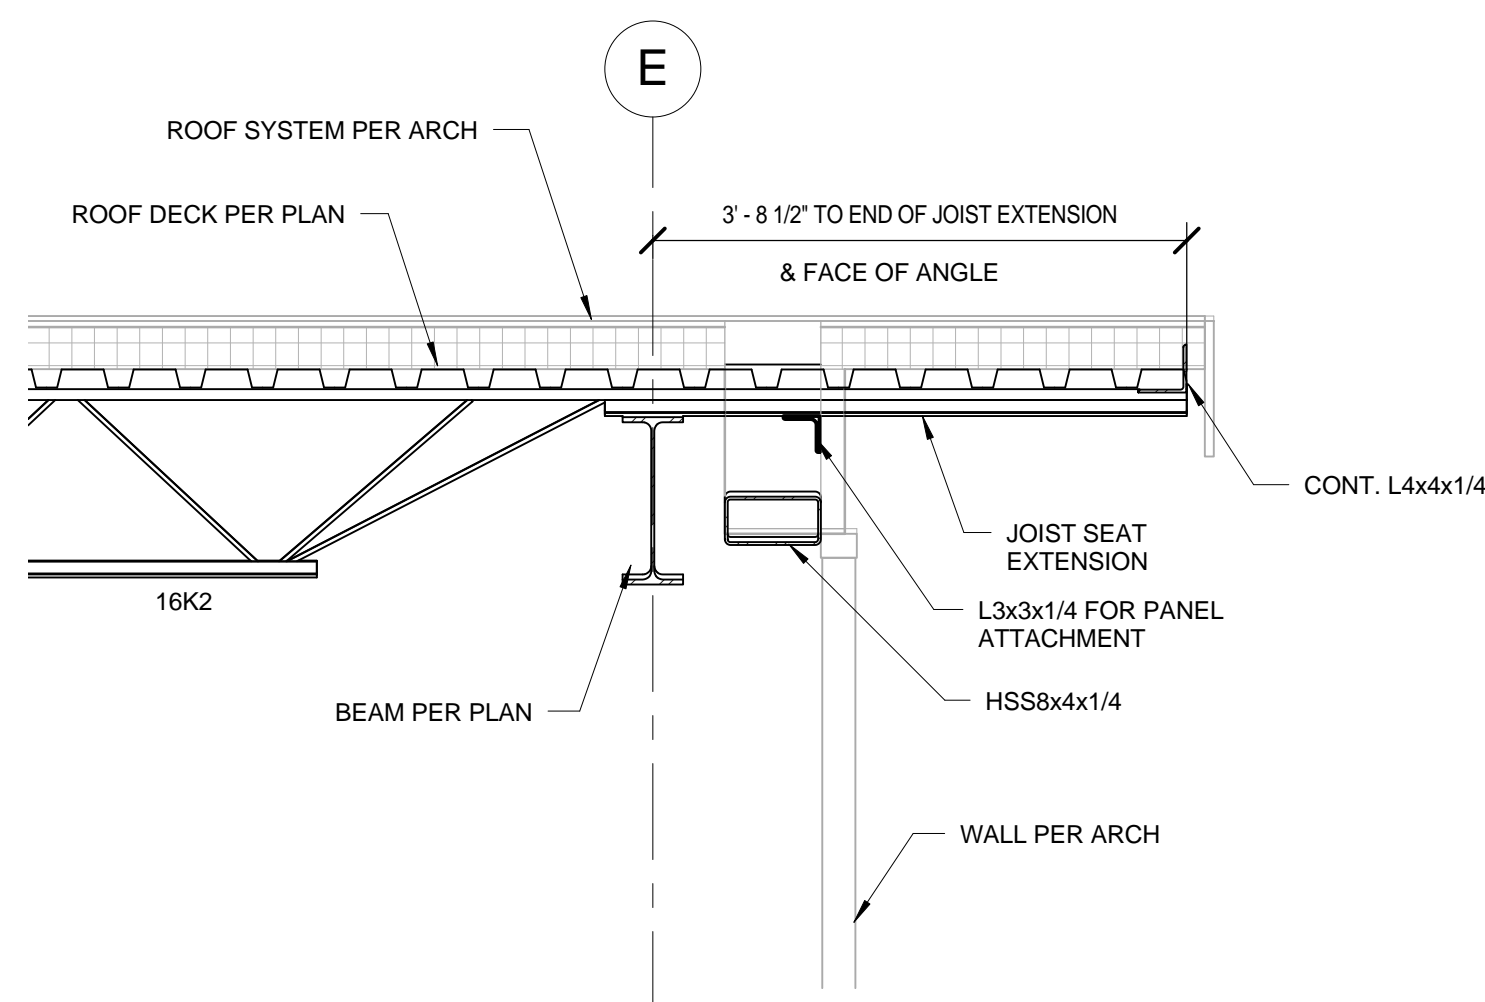 E
ROOF SYSTEM PER ARCH
ROOF DECK PER PLAN
3' - 8 1/2" TO END OF JOIST EXTENSION
& FACE OF ANGLE
CONT. L4x4x1/4
JOIST SEAT
EXTENSION
16K2
L3x3x1/4 FOR PANEL
ATTACHMENT
HSS8x4x1/4
BEAM PER PLAN
WALL PER ARCH